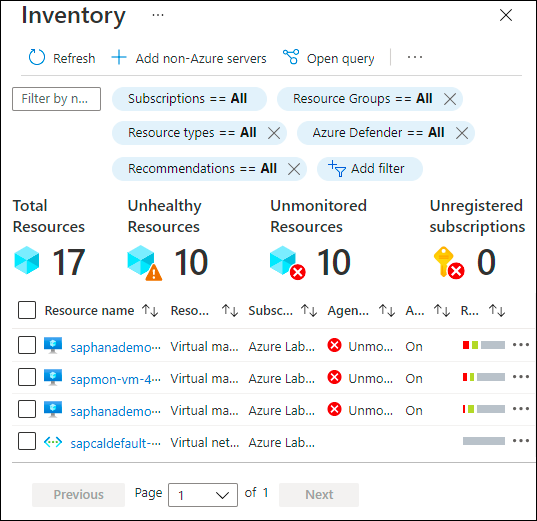 Inventory ...
Refresh + Add non-Azure servers Open query ...
Filter by n...
Subscriptions == All
Resource Groups == All
Resource types == All
Azure Defender == All
Recommendations == All
Add filter
Total Resources
17
Unhealthy Resources
10
Unmonitored Resources
10
Unregistered subscriptions
0
Resource name ↑↓ Reso... ↑↓ Subsc... ↑↓ Agen... ↑↓ A... ↑↓ R... ↑↓
saphanademo... Virtual ma... Azure Lab... Unmo... On ...
sapmon-vm-4... Virtual ma... Azure Lab... Unmo... On ...
saphanademo... Virtual ma... Azure Lab... Unmo... On ...
sapcaldefault-... Virtual net... Azure Lab... ...
Previous Page 1 of 1 Next